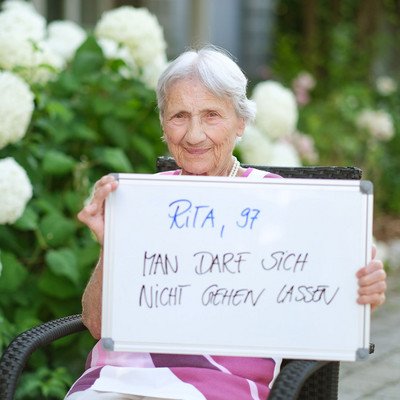 RITA, 97
MAN DARF SICH
NICHT GEHEN LASSEN